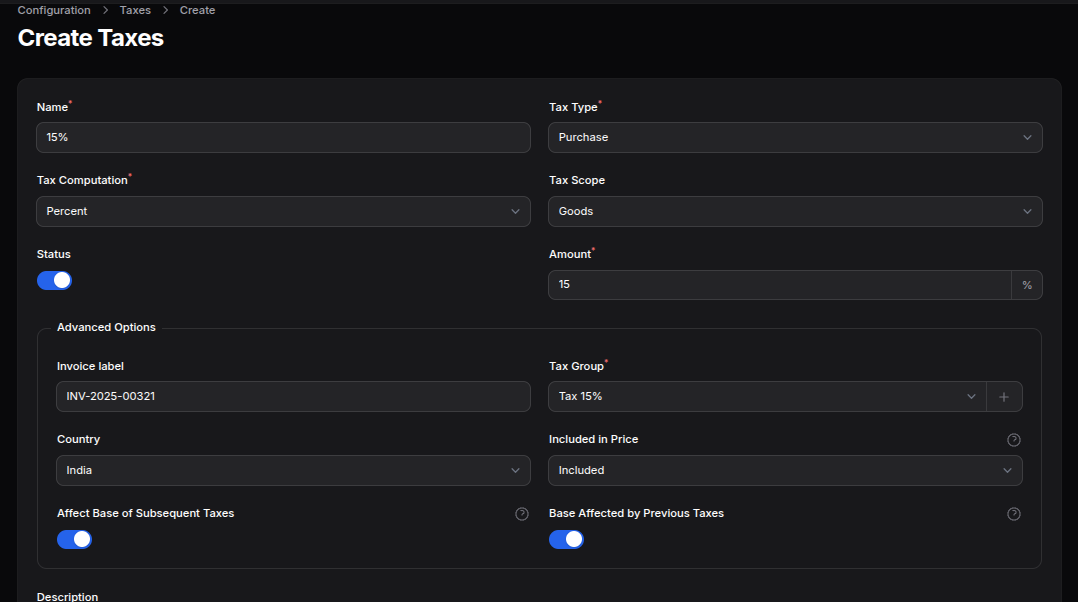 Configuration > Taxes > Create
Create Taxes
Name* Tax Type*
15% Purchase
Tax Computation* Tax Scope
Percent Goods
Status Amount*
15 %
Advanced Options
Invoice label Tax Group*
INV-2025-00321 Tax 15% +
Country Included in Price ?
India Included
Affect Base of Subsequent Taxes ? Base Affected by Previous Taxes ?
Description